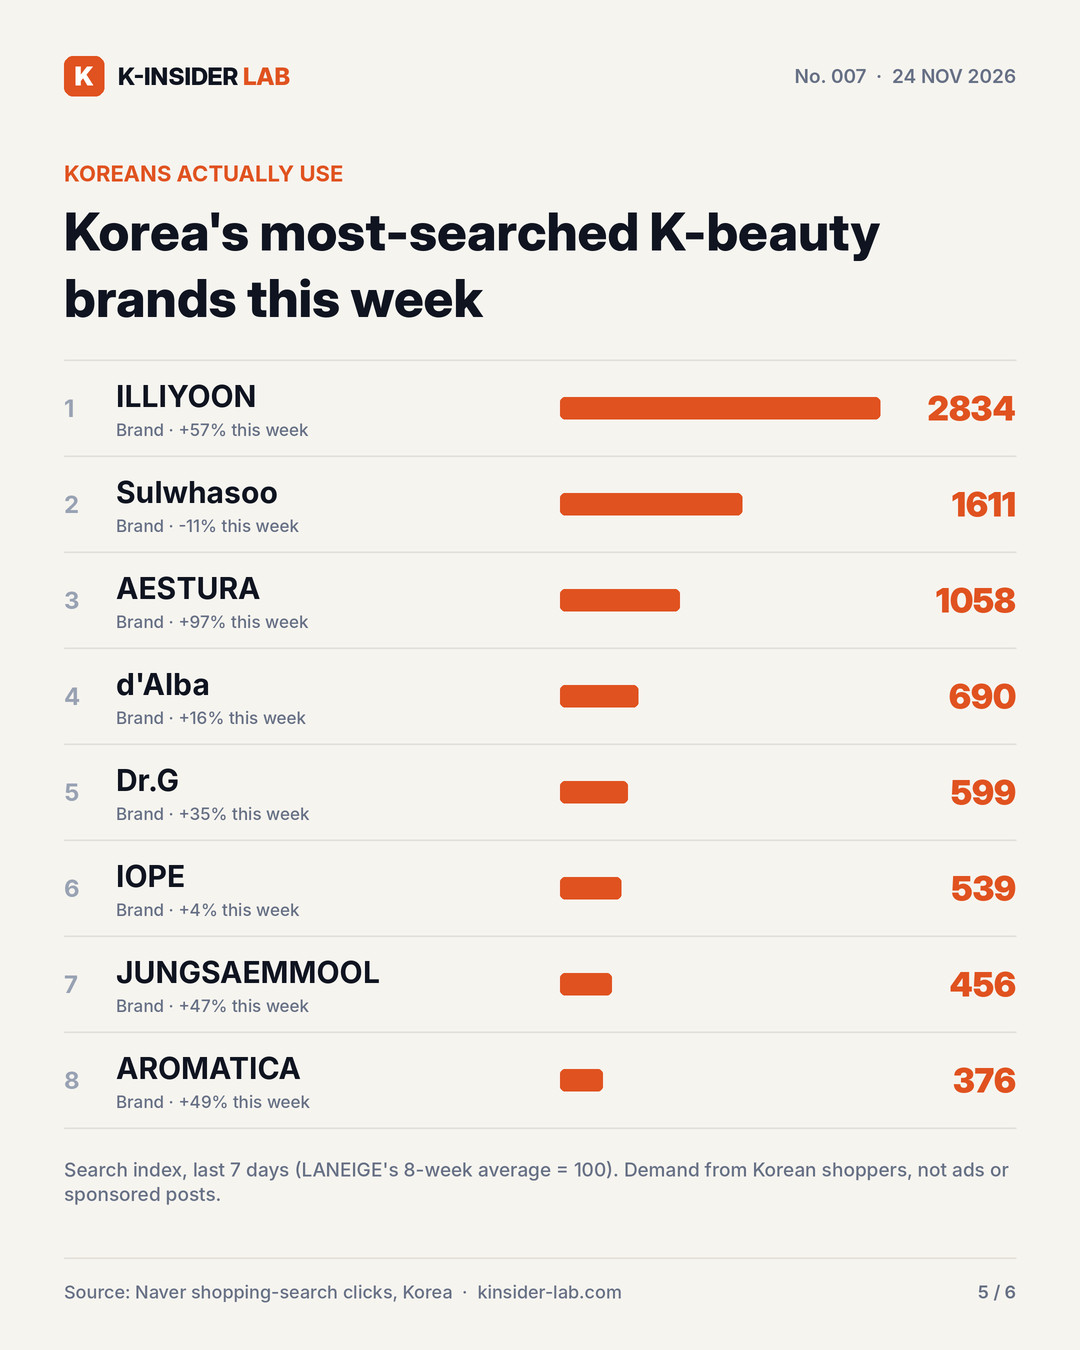 K K-INSIDER LAB
No. 007 · 24 NOV 2026
KOREANS ACTUALLY USE
Korea's most-searched K-beauty
brands this week
1 ILLIYOON 2834
Brand · +57% this week
2 Sulwhasoo 1611
Brand · -11% this week
3 AESTURA 1058
Brand · +97% this week
4 d'Alba 690
Brand · +16% this week
5 Dr.G 599
Brand · +35% this week
6 IOPE 539
Brand · +4% this week
7 JUNGSAEMMOOL 456
Brand · +47% this week
8 AROMATICA 376
Brand · +49% this week
Search index, last 7 days (LANEIGE's 8-week average = 100). Demand from Korean shoppers, not ads or
sponsored posts.
Source: Naver shopping-search clicks, Korea · kinsider-lab.com
5 / 6